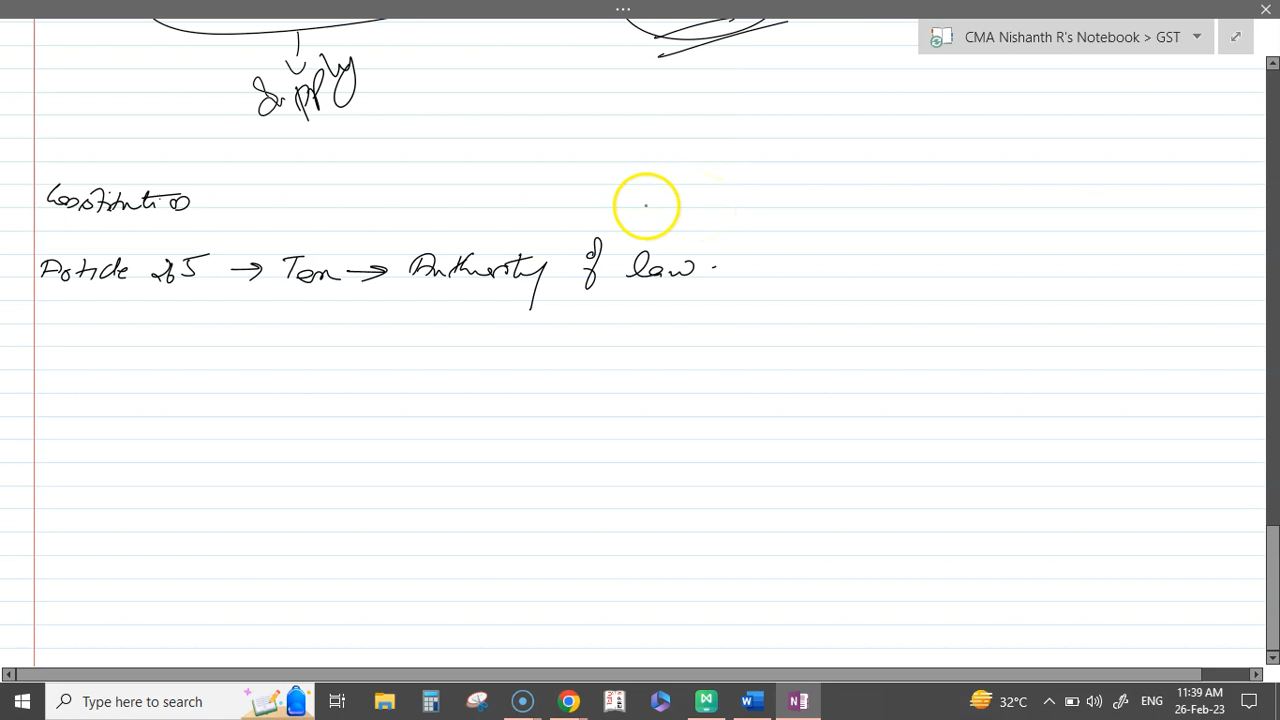 ...
CMA Nishanth R's Notebook > GST
Supply
Constitutio
Article 265 → Tax → Authority of law.
Type here to search
32°C
ENG
11:39 AM
26-Feb-23